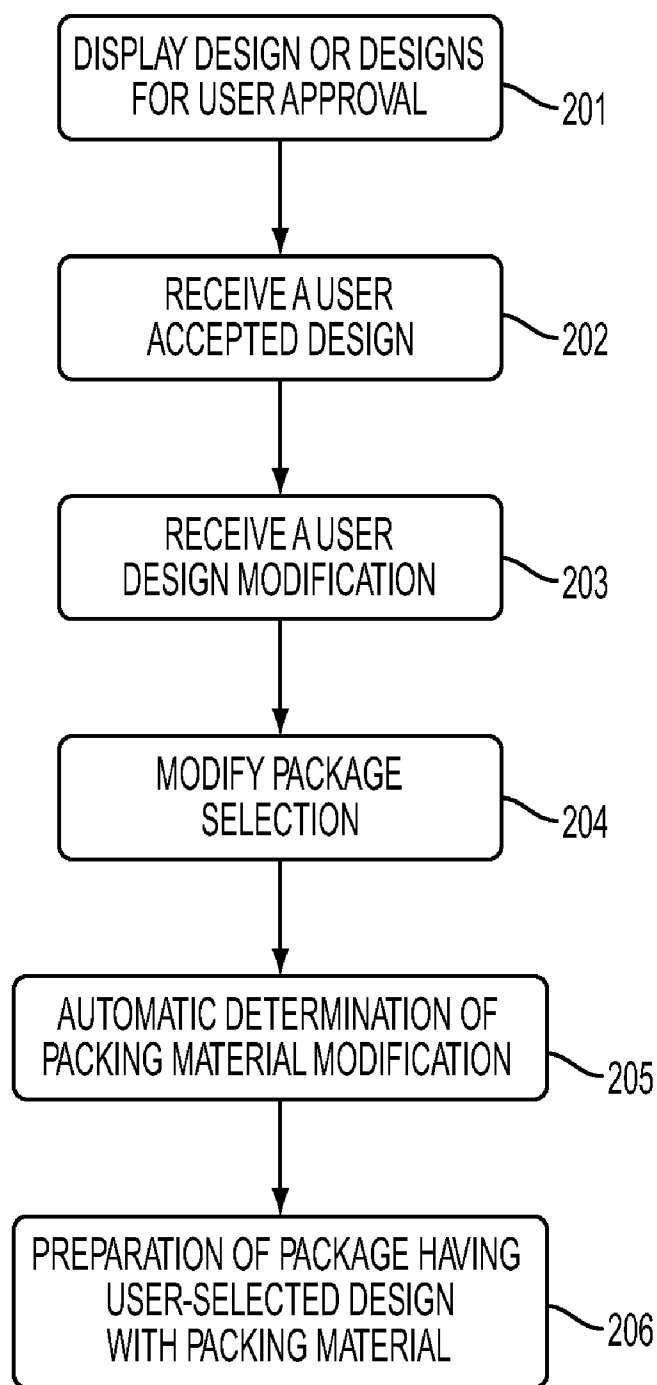 DISPLAY DESIGN OR DESIGNS
FOR USER APPROVAL
201
RECEIVE A USER
ACCEPTED DESIGN
202
RECEIVE A USER
DESIGN MODIFICATION
203
MODIFY PACKAGE
SELECTION
204
AUTOMATIC DETERMINATION OF
PACKING MATERIAL MODIFICATION
205
PREPARATION OF PACKAGE HAVING
USER-SELECTED DESIGN
WITH PACKING MATERIAL
206